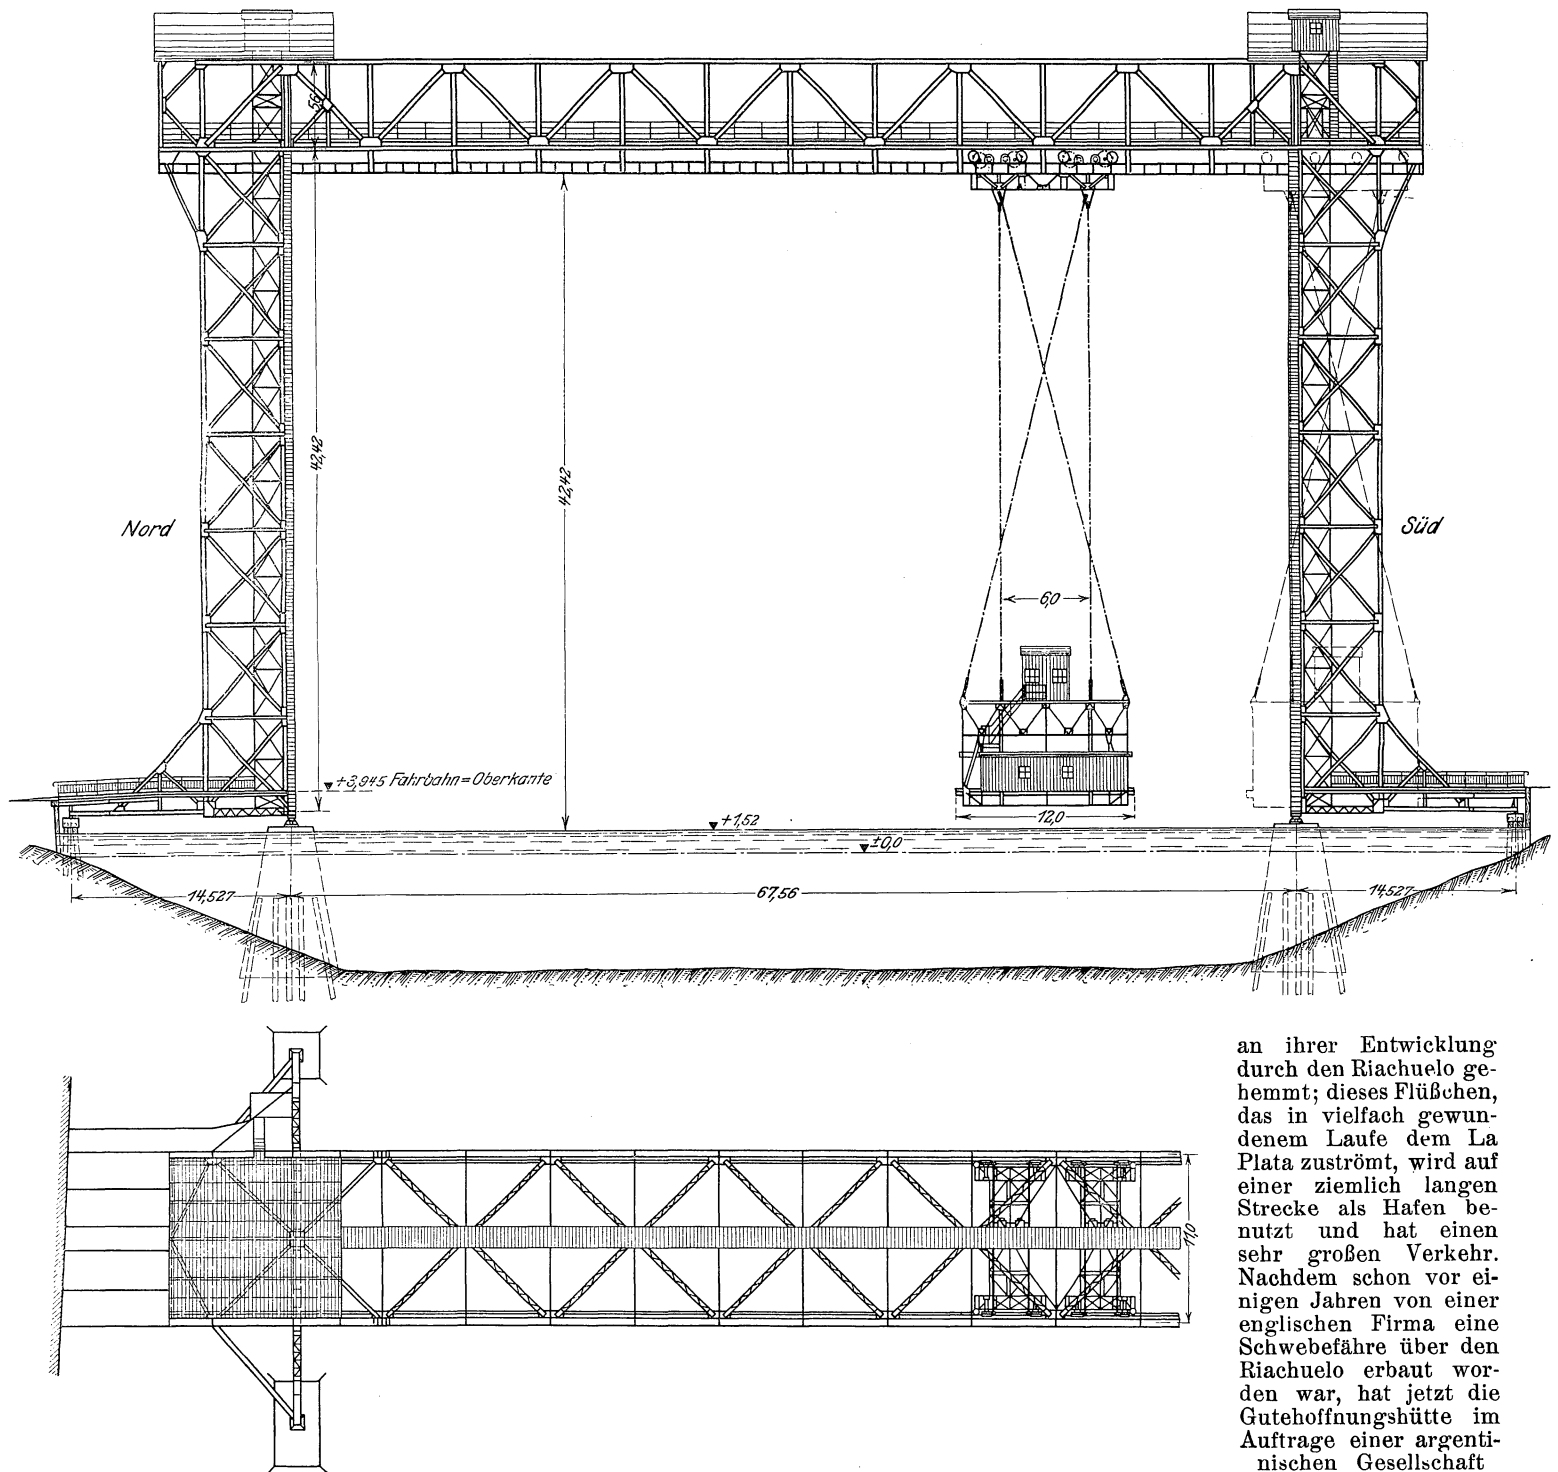 5,6
42,42
42,42
Nord
Süd
6,0
+3,945 Fahrbahn=Oberkante
12,0
+1,52
±0,0
14,527
67,56
14,527
11,0
an ihrer Entwicklung
durch den Riachuelo ge-
hemmt; dieses Flüßchen,
das in vielfach gewun-
denem Laufe dem La
Plata zuströmt, wird auf
einer ziemlich langen
Strecke als Hafen be-
nutzt und hat einen
sehr großen Verkehr.
Nachdem schon vor ei-
nigen Jahren von einer
englischen Firma eine
Schwebefähre über den
Riachuelo erbaut wor-
den war, hat jetzt die
Gutehoffnungshütte im
Auftrage einer argenti-
nischen Gesellschaft